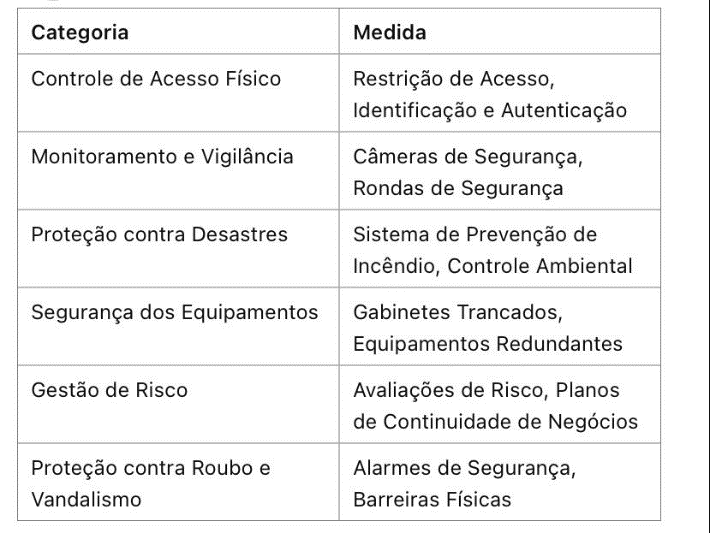 Categoria Medida
Controle de Acesso Físico Restrição de Acesso,
Identificação e Autenticação
Monitoramento e Vigilância Câmeras de Segurança,
Rondas de Segurança
Proteção contra Desastres Sistema de Prevenção de
Incêndio, Controle Ambiental
Segurança dos Equipamentos Gabinetes Trancados,
Equipamentos Redundantes
Gestão de Risco Avaliações de Risco, Planos
de Continuidade de Negócios
Proteção contra Roubo e Alarmes de Segurança,
Vandalismo Barreiras Físicas